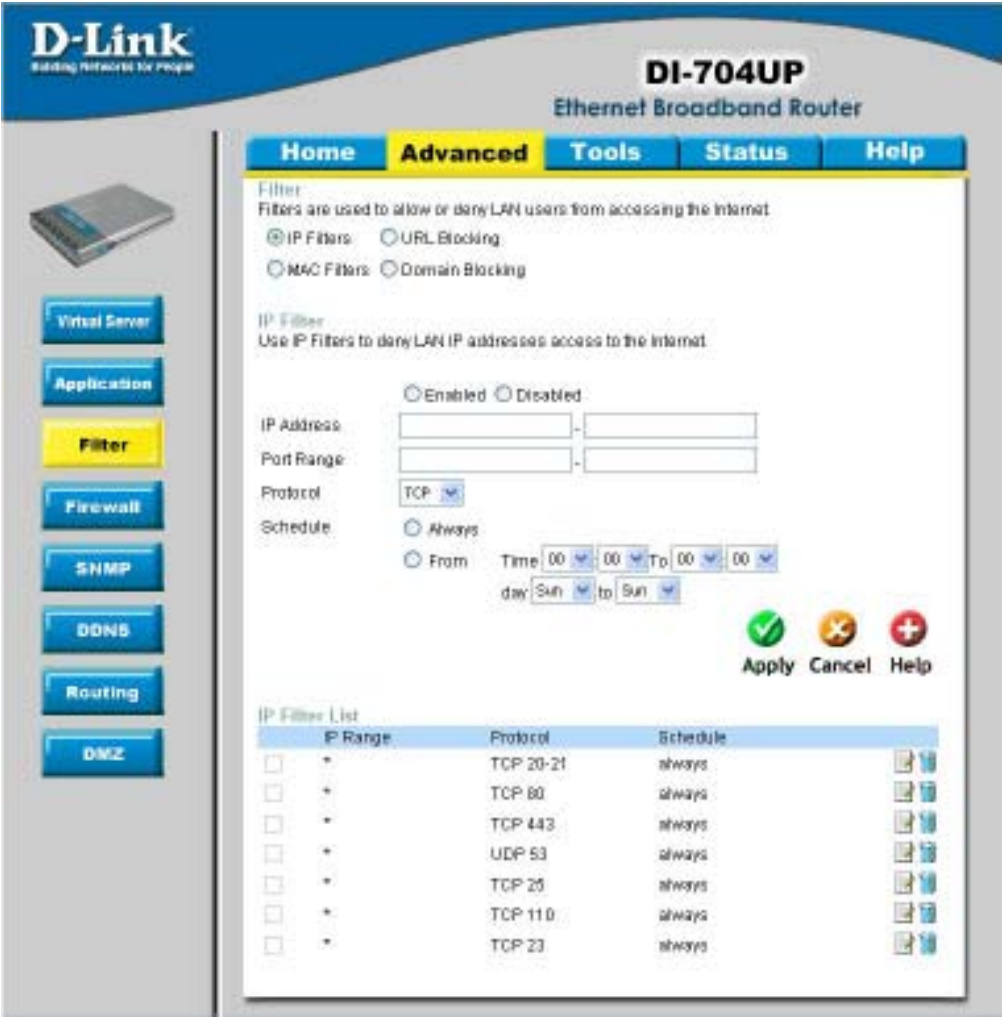 D-Link
Building Networks for People
DI-704UP
Ethernet Broadband Router
Home Advanced Tools Status Help
Virtual Server
Application
Filter
Firewall
SNMP
DDNS
Routing
DMZ
Filter
Filters are used to allow or deny LAN users from accessing the Internet
IP Filters URL Blocking
MAC Filters Domain Blocking
IP Filter
Use IP Filters to deny LAN IP addresses access to the Internet.
Enabled Disabled
IP Address -
Port Range -
Protocol TCP
Schedule Always
From Time 00 : 00 To 00 : 00
day Sun to Sun
Apply Cancel Help
IP Filter List
IP Range Protocol Schedule
* TCP 20-21 always
* TCP 80 always
* TCP 443 always
* UDP 53 always
* TCP 25 always
* TCP 110 always
* TCP 23 always